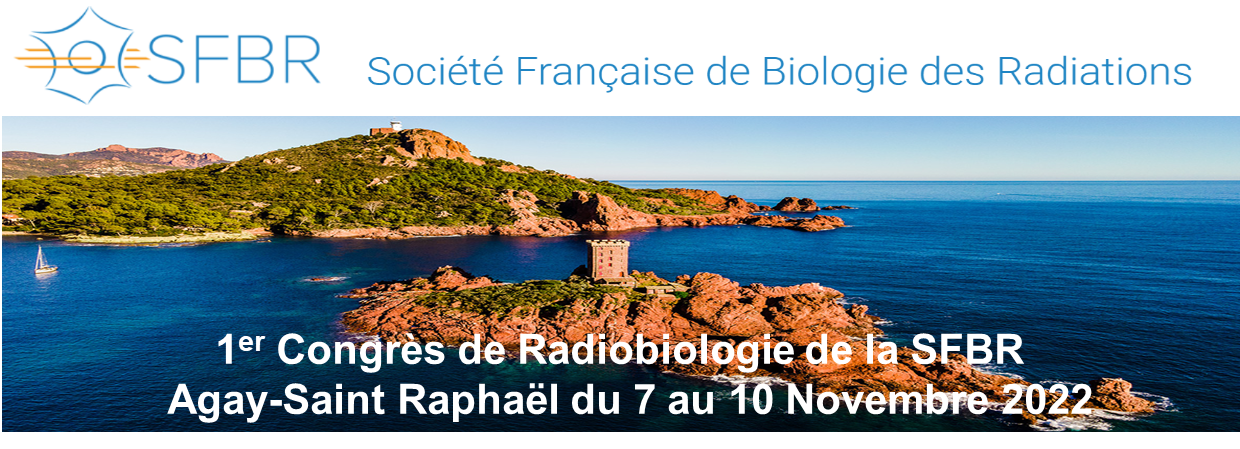 SFBR
Société Française de Biologie des Radiations
1er Congrès de Radiobiologie de la SFBR
Agay-Saint Raphaël du 7 au 10 Novembre 2022